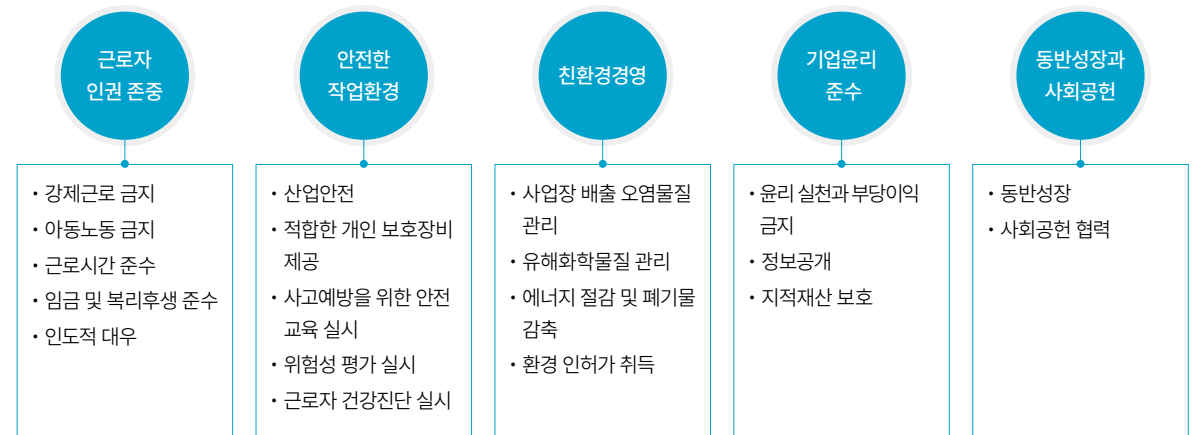 근로자
인권 존중
· 강제근로 금지
· 아동노동 금지
· 근로시간 준수
· 임금 및 복리후생 준수
· 인도적 대우
안전한
작업환경
· 산업안전
· 적합한 개인 보호장비
제공
· 사고예방을 위한 안전
교육 실시
· 위험성 평가 실시
· 근로자 건강진단 실시
친환경경영
· 사업장 배출 오염물질
관리
· 유해화학물질 관리
· 에너지 절감 및 폐기물
감축
· 환경 인허가 취득
기업윤리
준수
· 윤리 실천과 부당이익
금지
· 정보공개
· 지적재산 보호
동반성장과
사회공헌
· 동반성장
· 사회공헌 협력